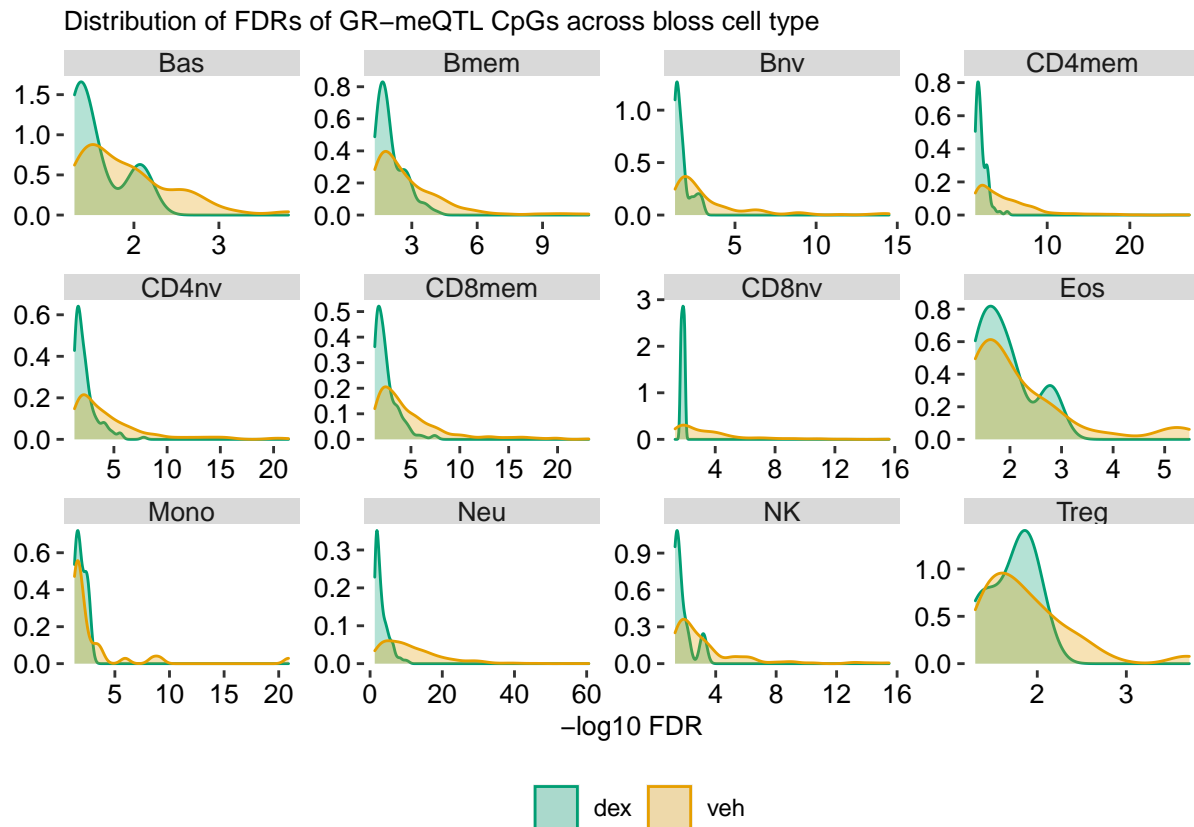 Distribution of FDRs of GR−meQTL CpGs across bloss cell type
Bas Bmem Bnv CD4mem
1.5 1.0 0.5 0.0
0.8 0.6 0.4 0.2 0.0
1.0 0.5 0.0
0.8 0.6 0.4 0.2 0.0
2 3
3 6 9
5 10 15
10 20
CD4nv CD8mem CD8nv Eos
0.6 0.4 0.2 0.0
0.5 0.4 0.3 0.2 0.1 0.0
3 2 1 0
0.8 0.6 0.4 0.2 0.0
5 10 15 20
5 10 15 20
4 8 12 16
2 3 4 5
Mono Neu NK Treg
0.6 0.4 0.2 0.0
0.3 0.2 0.1 0.0
0.9 0.6 0.3 0.0
1.0 0.5 0.0
5 10 15 20
0 20 40 60
4 8 12 16
2 3
−log10 FDR
dex veh